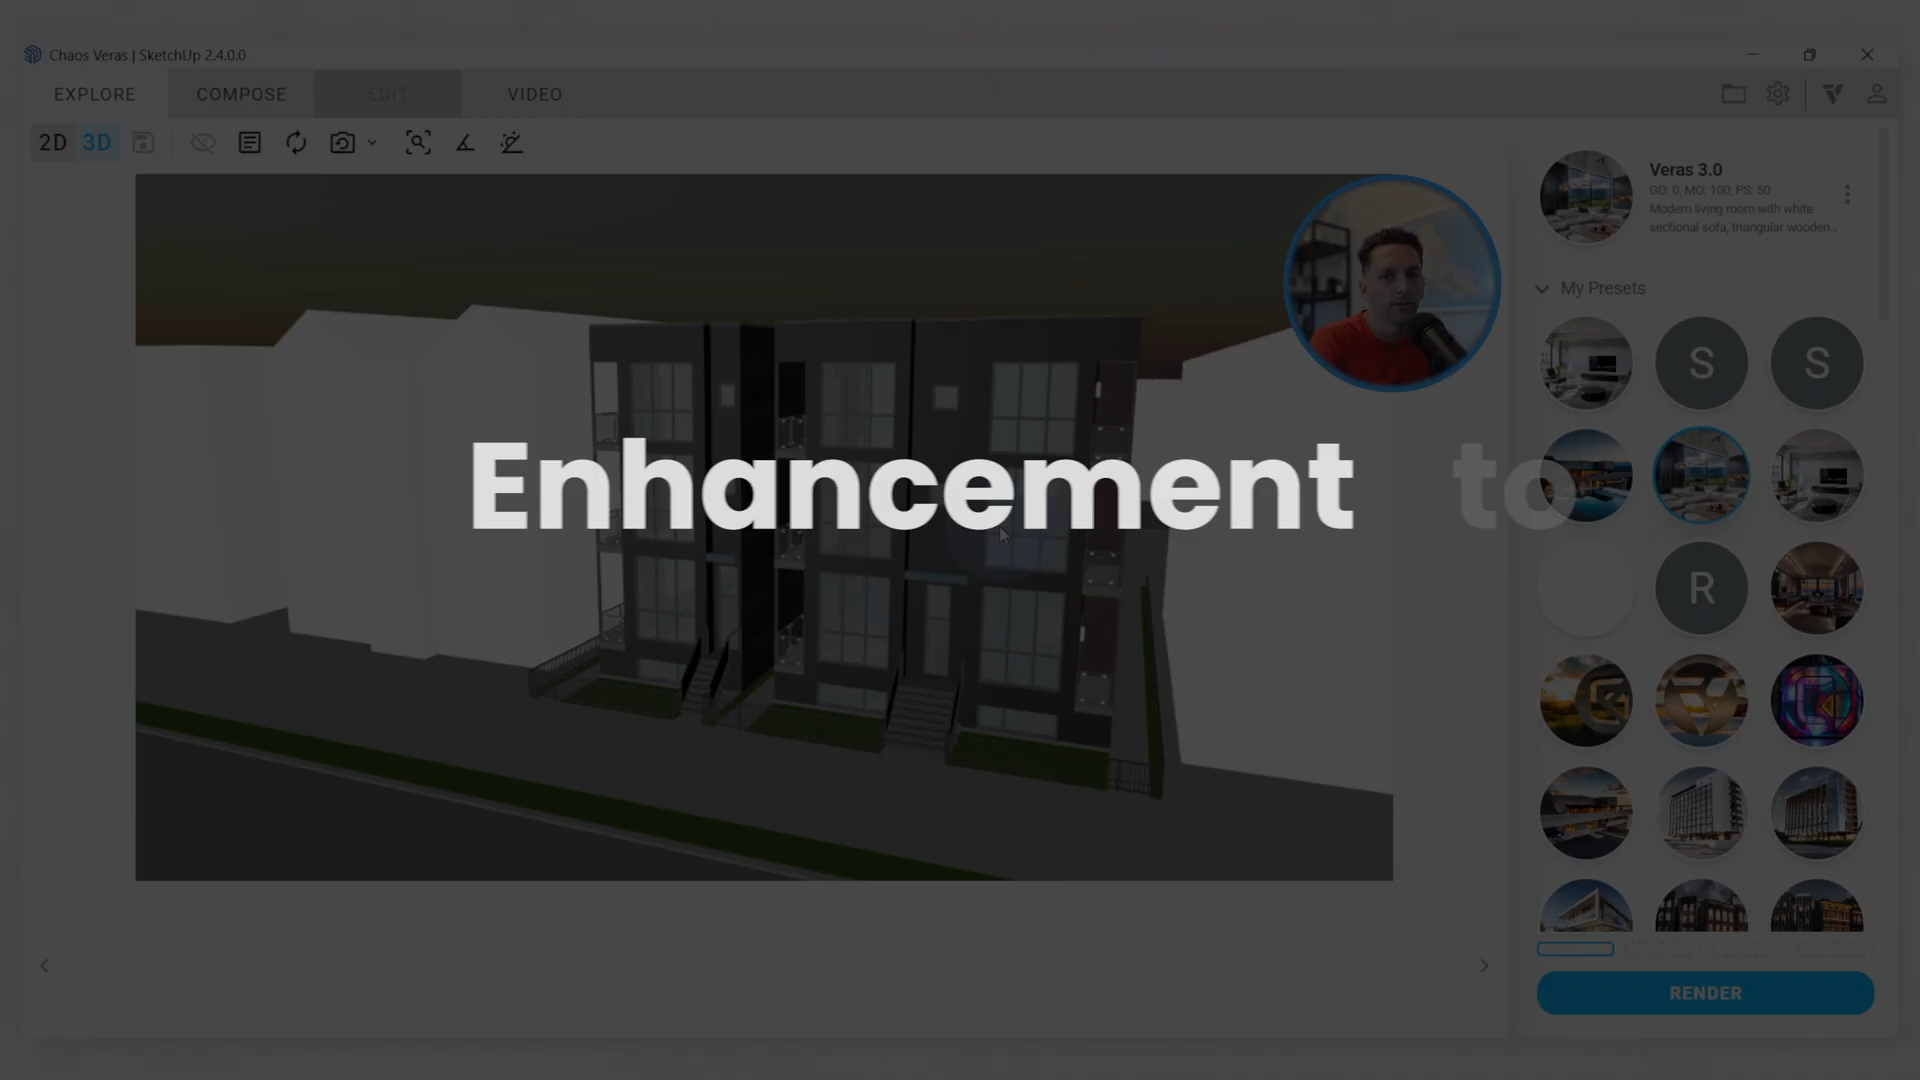 Chaos Veras | SketchUp 2.4.0.0
EXPLORE
COMPOSE
EDIT
VIDEO
2D
3D
Veras 3.0
GO: 0, MO: 100, PS: 50
Modern living room with white
sectional sofa, triangular wooden...
My Presets
S
S
Enhancement to
R
RENDER